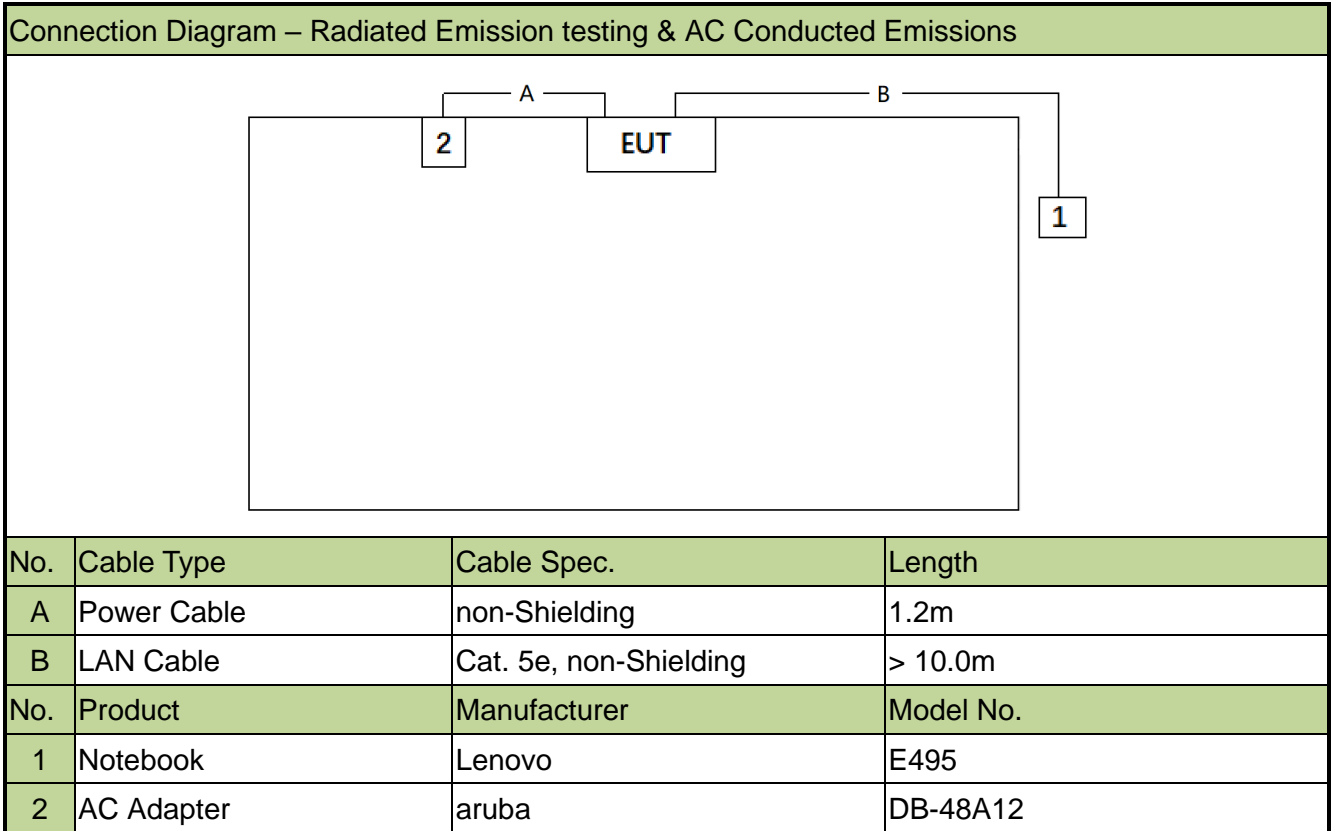 Connection Diagram – Radiated Emission testing & AC Conducted Emissions
A B
2 EUT
1
No. Cable Type Cable Spec. Length
A Power Cable non-Shielding 1.2m
B LAN Cable Cat. 5e, non-Shielding > 10.0m
No. Product Manufacturer Model No.
1 Notebook Lenovo E495
2 AC Adapter aruba DB-48A12